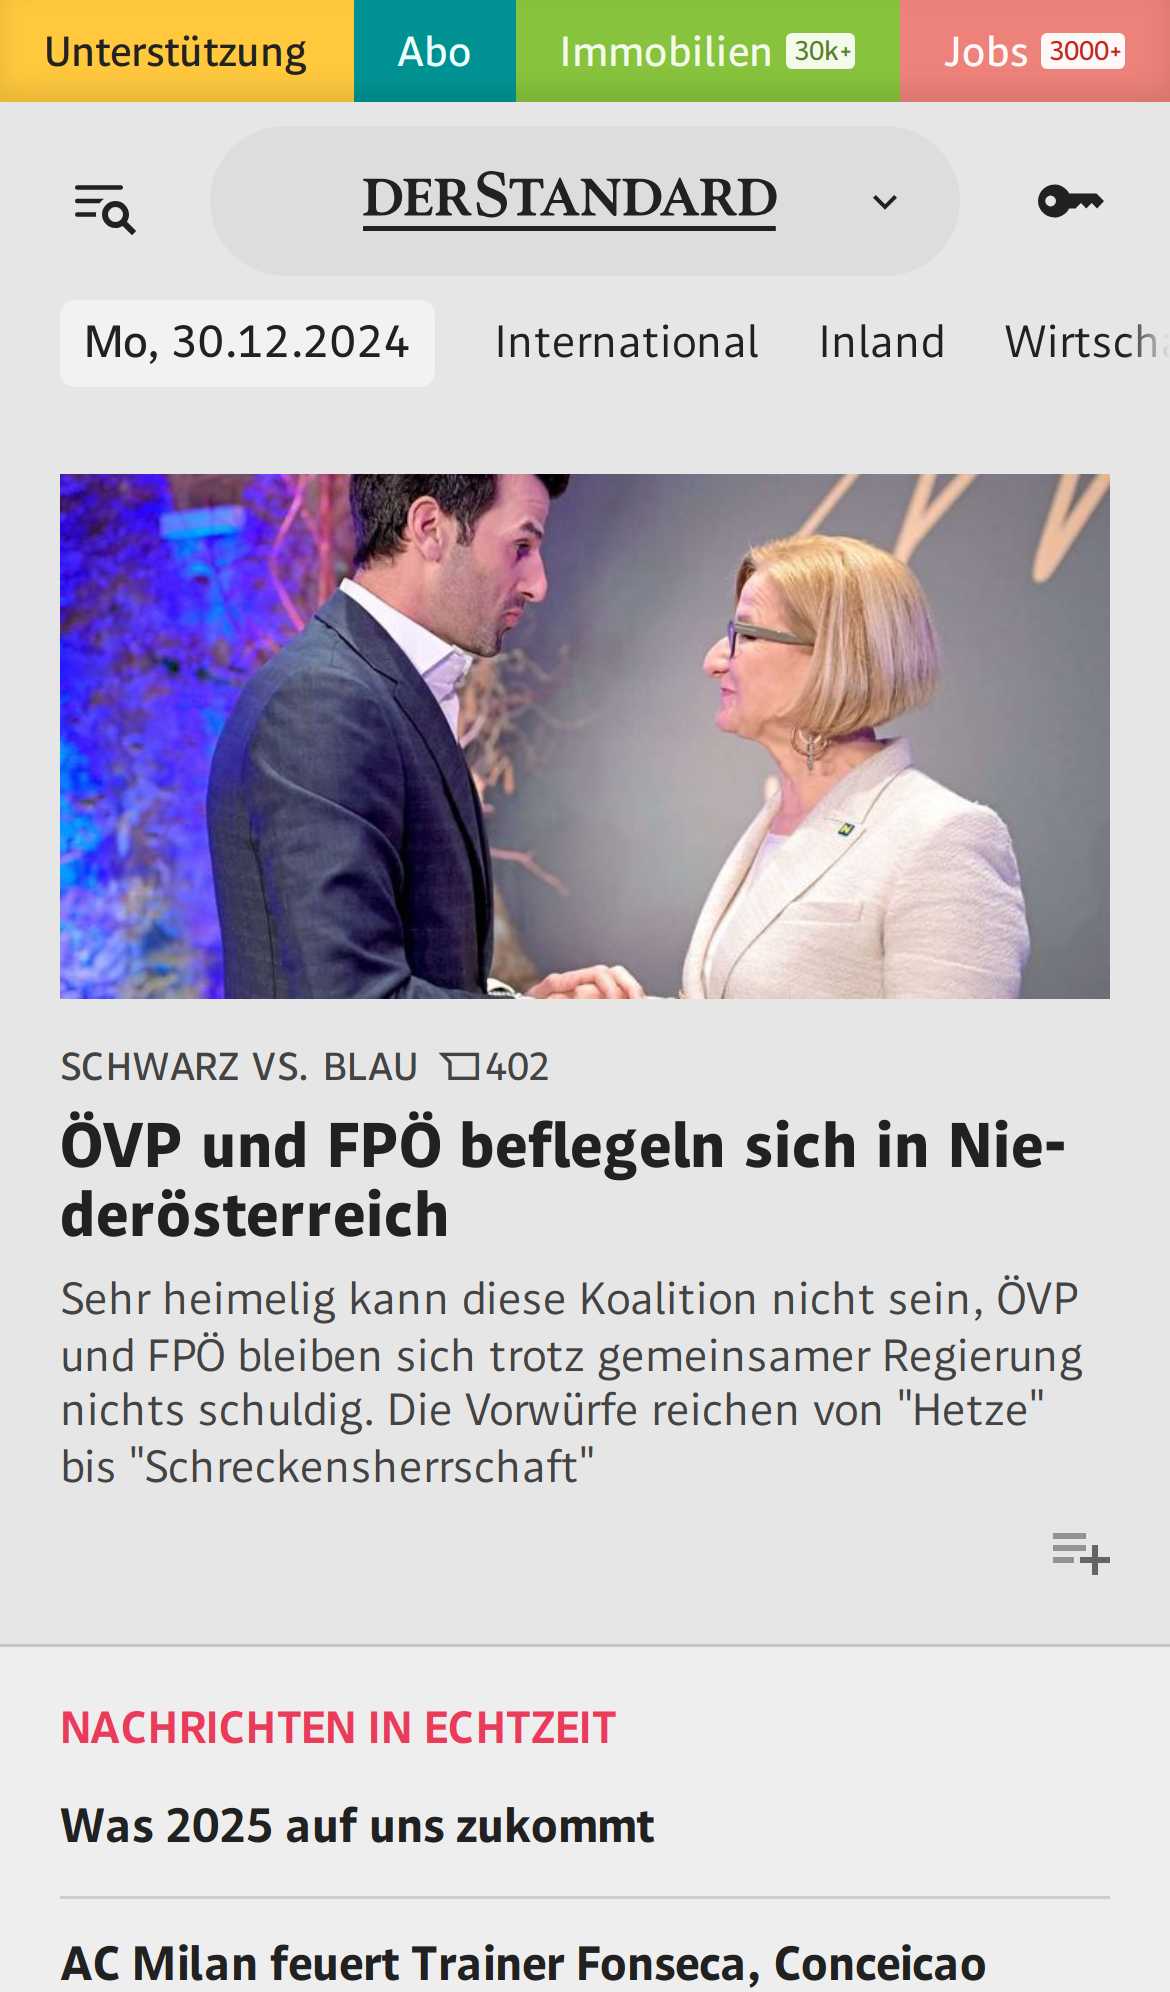 Unterstützung Abo Immobilien 30k+ Jobs 3000+
DERSTANDARD
Mo, 30.12.2024 International Inland Wirtscha
SCHWARZ VS. BLAU 402
ÖVP und FPÖ beflegeln sich in Nie-
derösterreich
Sehr heimelig kann diese Koalition nicht sein, ÖVP
und FPÖ bleiben sich trotz gemeinsamer Regierung
nichts schuldig. Die Vorwürfe reichen von "Hetze"
bis "Schreckensherrschaft"
NACHRICHTEN IN ECHTZEIT
Was 2025 auf uns zukommt
AC Milan feuert Trainer Fonseca, Conceicao